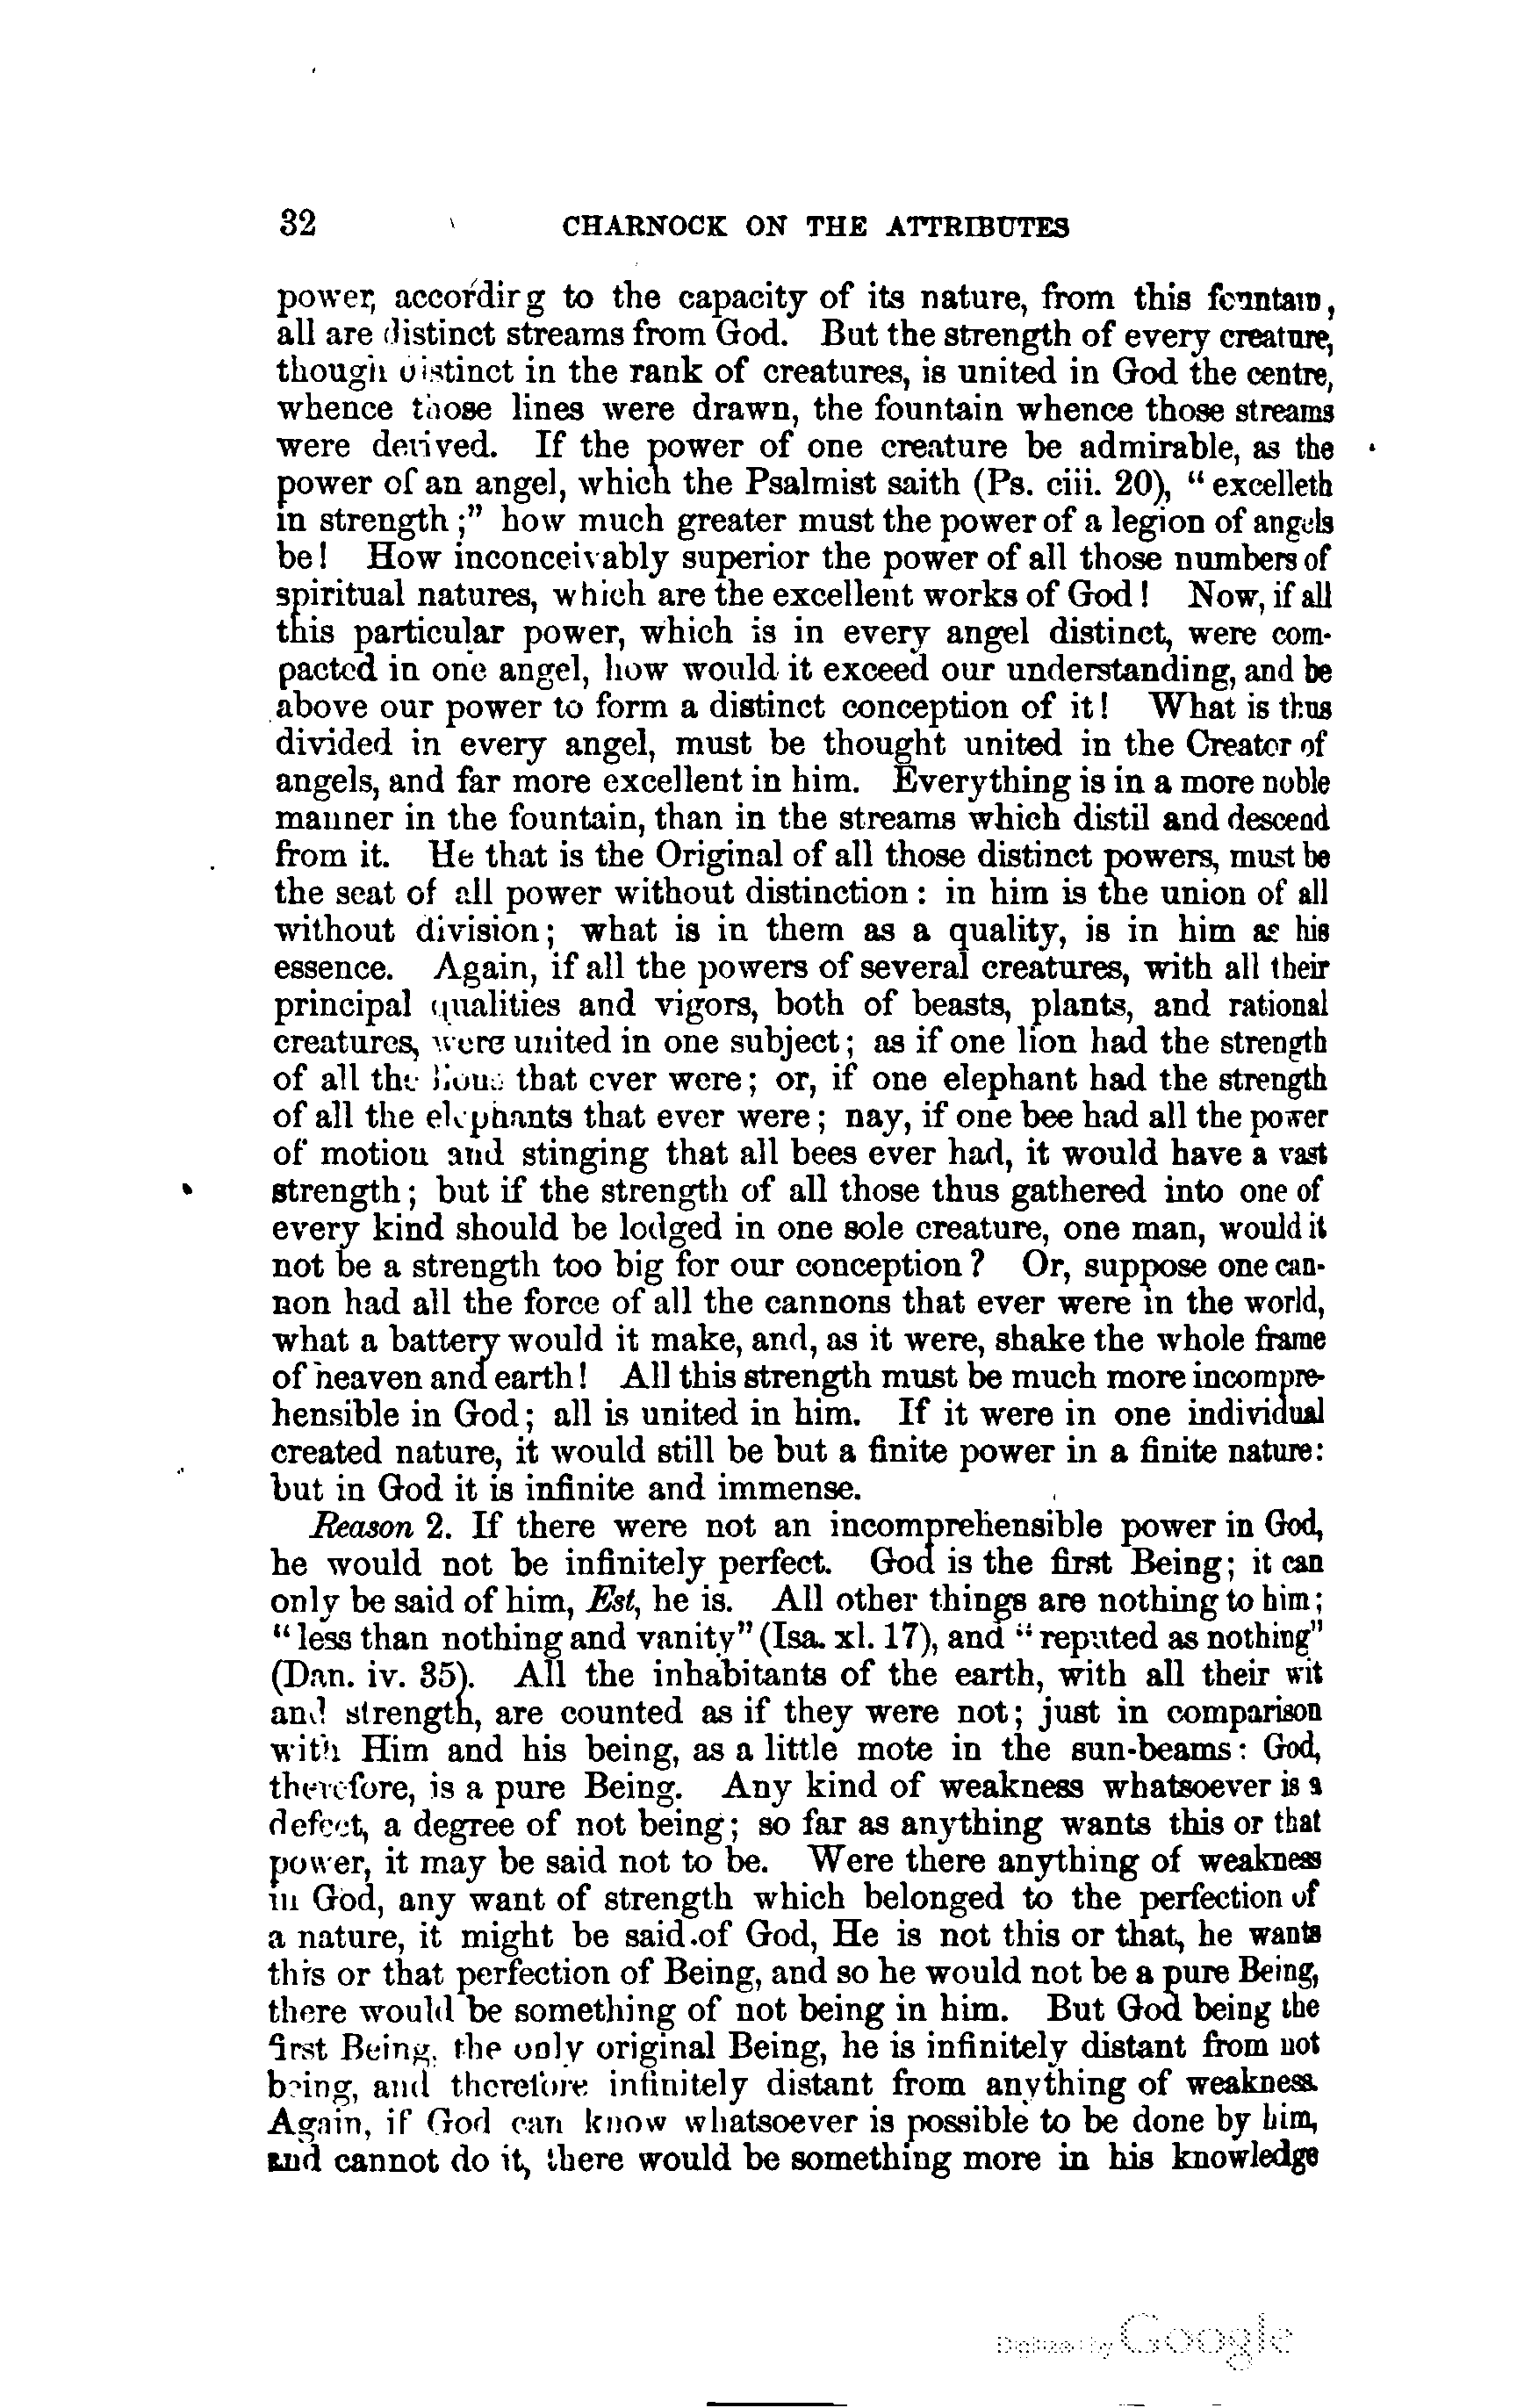 32 CHARNOCK ON THE ATTRIBUTES
power, according to the capacity of its nature, from this fountain,
all are distinct streams from God. But the strength of every creature,
though distinct in the rank of creatures, is united in God the centre,
whence those lines were drawn, the fountain whence those streams
were derived. If the power of one creature be admirable, as the
power of an angel, which the Psalmist saith (Ps. ciii. 20), “ excelleth
in strength ;” how much greater must the power of a legion of angels
be! How inconceivably superior the power of all those numbers of
spiritual natures, which are the excellent works of God! Now, if all
this particular power, which is in every angel distinct, were com-
pacted in one angel, how would it exceed our understanding, and be
above our power to form a distinct conception of it! What is thus
divided in every angel, must be thought united in the Creator of
angels, and far more excellent in him. Everything is in a more noble
manner in the fountain, than in the streams which distil and descend
from it. He that is the Original of all those distinct powers, must be
the seat of all power without distinction: in him is the union of all
without division; what is in them as a quality, is in him as his
essence. Again, if all the powers of several creatures, with all their
principal qualities and vigors, both of beasts, plants, and rational
creatures, were united in one subject; as if one lion had the strength
of all the lions that ever were; or, if one elephant had the strength
of all the elephants that ever were; nay, if one bee had all the power
of motion and stinging that all bees ever had, it would have a vast
strength; but if the strength of all those thus gathered into one of
every kind should be lodged in one sole creature, one man, would it
not be a strength too big for our conception? Or, suppose one can-
non had all the force of all the cannons that ever were in the world,
what a battery would it make, and, as it were, shake the whole frame
of heaven and earth! All this strength must be much more incompre-
hensible in God; all is united in him. If it were in one individual
created nature, it would still be but a finite power in a finite nature:
but in God it is infinite and immense.
Reason 2. If there were not an incomprehensible power in God,
he would not be infinitely perfect. God is the first Being; it can
only be said of him, Est, he is. All other things are nothing to him;
“less than nothing and vanity” (Isa. xl. 17), and “reputed as nothing”
(Dan. iv. 35). All the inhabitants of the earth, with all their wit
and strength, are counted as if they were not; just in comparison
with Him and his being, as a little mote in the sun-beams: God,
therefore, is a pure Being. Any kind of weakness whatsoever is a
defect, a degree of not being; so far as anything wants this or that
power, it may be said not to be. Were there anything of weakness
in God, any want of strength which belonged to the perfection of
a nature, it might be said of God, He is not this or that, he wants
this or that perfection of Being, and so he would not be a pure Being,
there would be something of not being in him. But God being the
first Being, the only original Being, he is infinitely distant from not
being, and therefore infinitely distant from anything of weakness.
Again, if God can know whatsoever is possible to be done by him,
and cannot do it, there would be something more in his knowledge
Digitized by Google